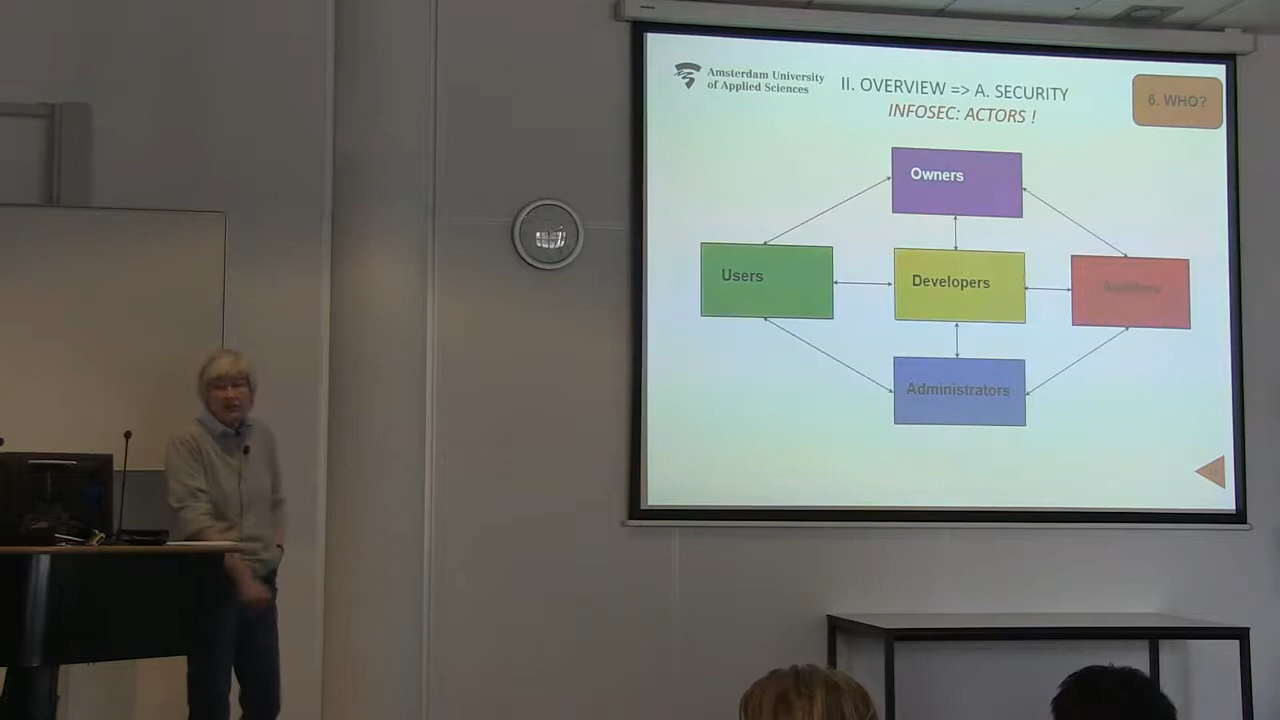 Amsterdam University
of Applied Sciences
II. OVERVIEW => A. SECURITY
INFOSEC: ACTORS !
6. WHO?
Owners
Users
Developers
Administrators